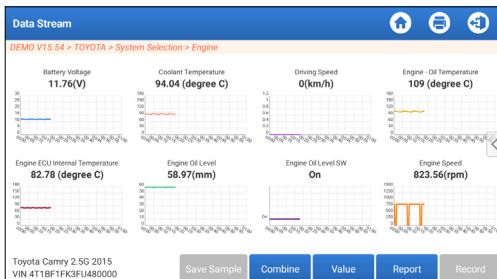 Data Stream
DEMO V15.54 > TOYOTA > System Selection > Engine
Battery Voltage
11.76(V)
Coolant Temperature
94.04 (degree C)
Driving Speed
0(km/h)
Engine - Oil Temperature
109 (degree C)
Engine ECU Internal Temperature
82.78 (degree C)
Engine Oil Level
58.97(mm)
Engine Oil Level SW
On
Engine Speed
823.56(rpm)
On
Toyota Camry 2.5G 2015
VIN 4T1BF1FK3FU480000
Save Sample
Combine
Value
Report
Record